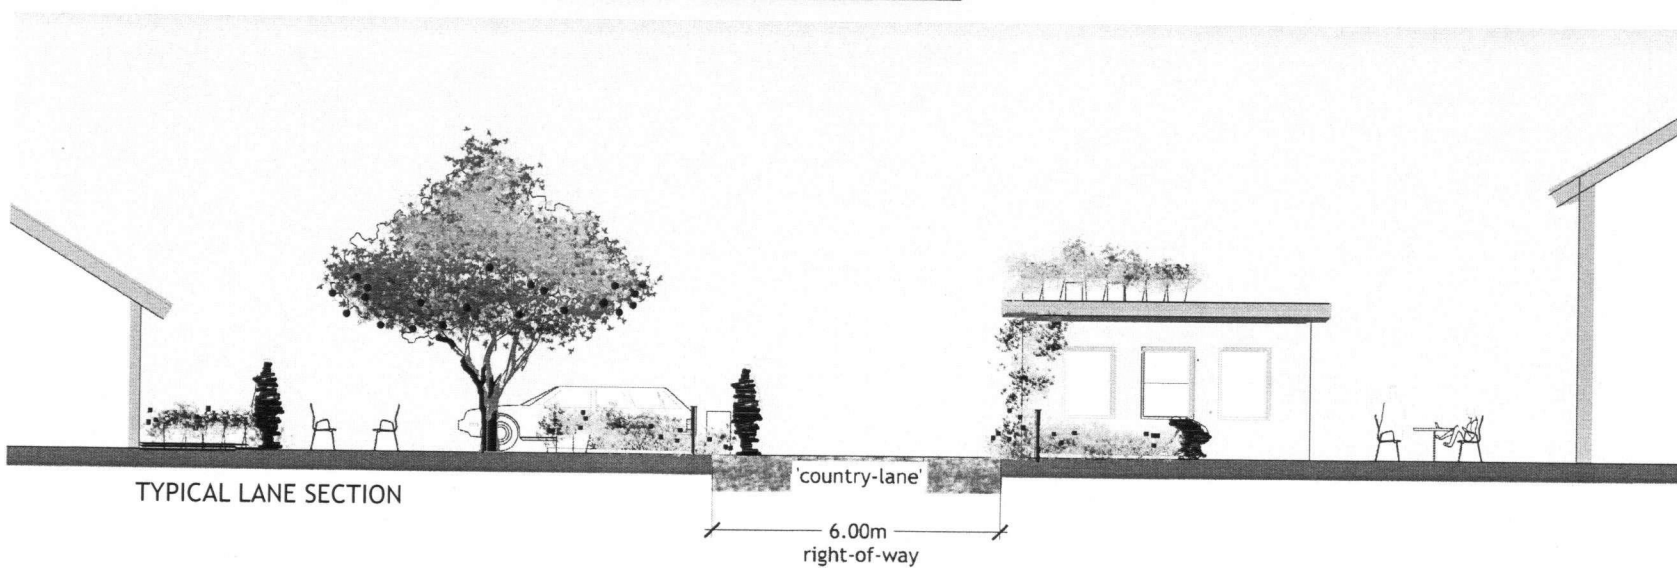 'country-lane'
TYPICAL LANE SECTION
6.00m
right-of-way